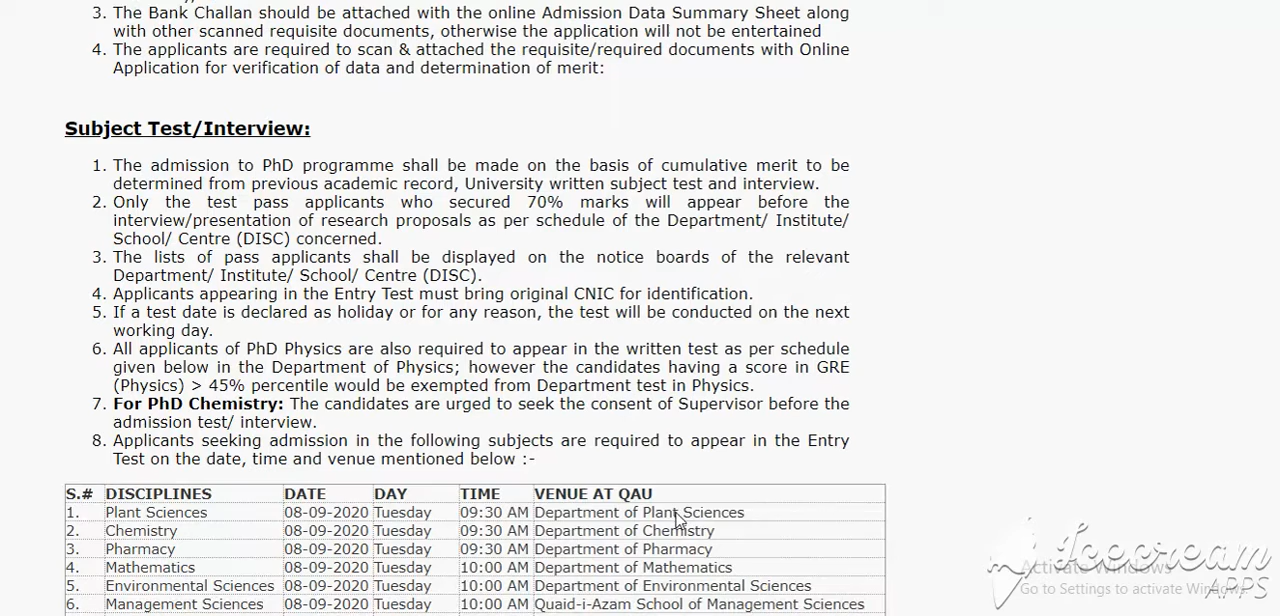 3. The Bank Challan should be attached with the online Admission Data Summary Sheet along
with other scanned requisite documents, otherwise the application will not be entertained
4. The applicants are required to scan & attached the requisite/required documents with Online
Application for verification of data and determination of merit:
Subject Test/Interview:
1. The admission to PhD programme shall be made on the basis of cumulative merit to be
determined from previous academic record, University written subject test and interview.
2. Only the test pass applicants who secured 70% marks will appear before the
interview/presentation of research proposals as per schedule of the Department/ Institute/
School/ Centre (DISC) concerned.
3. The lists of pass applicants shall be displayed on the notice boards of the relevant
Department/ Institute/ School/ Centre (DISC).
4. Applicants appearing in the Entry Test must bring original CNIC for identification.
5. If a test date is declared as holiday or for any reason, the test will be conducted on the next
working day.
6. All applicants of PhD Physics are also required to appear in the written test as per schedule
given below in the Department of Physics; however the candidates having a score in GRE
(Physics) > 45% percentile would be exempted from Department test in Physics.
7. For PhD Chemistry: The candidates are urged to seek the consent of Supervisor before the
admission test/ interview.
8. Applicants seeking admission in the following subjects are required to appear in the Entry
Test on the date, time and venue mentioned below :-
S.# DISCIPLINES DATE DAY TIME VENUE AT QAU
1. Plant Sciences 08-09-2020 Tuesday 09:30 AM Department of Plant Sciences
2. Chemistry 08-09-2020 Tuesday 09:30 AM Department of Chemistry
3. Pharmacy 08-09-2020 Tuesday 09:30 AM Department of Pharmacy
4. Mathematics 08-09-2020 Tuesday 10:00 AM Department of Mathematics
5. Environmental Sciences 08-09-2020 Tuesday 10:00 AM Department of Environmental Sciences
6. Management Sciences 08-09-2020 Tuesday 10:00 AM Quaid-i-Azam School of Management Sciences
Icecream
APPS
Activate Windows
Go to Settings to activate Windows.